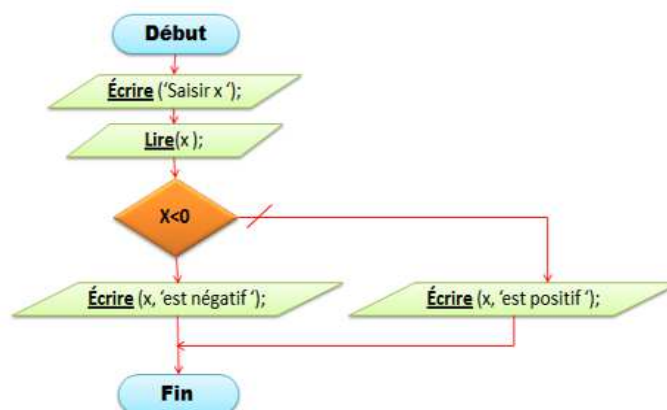 Début
Écrire (‘Saisir x ‘);
Lire(x );
X<0
Écrire (x, ‘est négatif ‘);
Écrire (x, ‘est positif ‘);
Fin